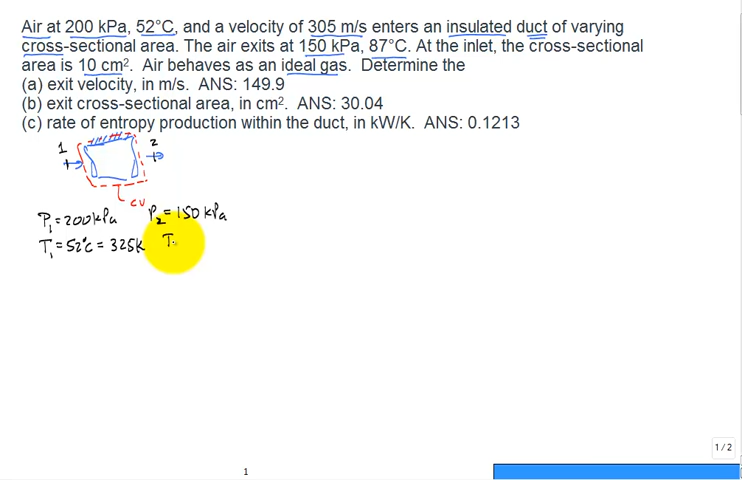 Air at 200 kPa, 52°C, and a velocity of 305 m/s enters an insulated duct of varying
cross-sectional area. The air exits at 150 kPa, 87°C. At the inlet, the cross-sectional
area is 10 cm². Air behaves as an ideal gas. Determine the
(a) exit velocity, in m/s. ANS: 149.9
(b) exit cross-sectional area, in cm². ANS: 30.04
(c) rate of entropy production within the duct, in kW/K. ANS: 0.1213
1 2
CV
P₁ = 200 kPa P₂ = 150 kPa
T₁ = 52°C = 325K T
1 / 2
1